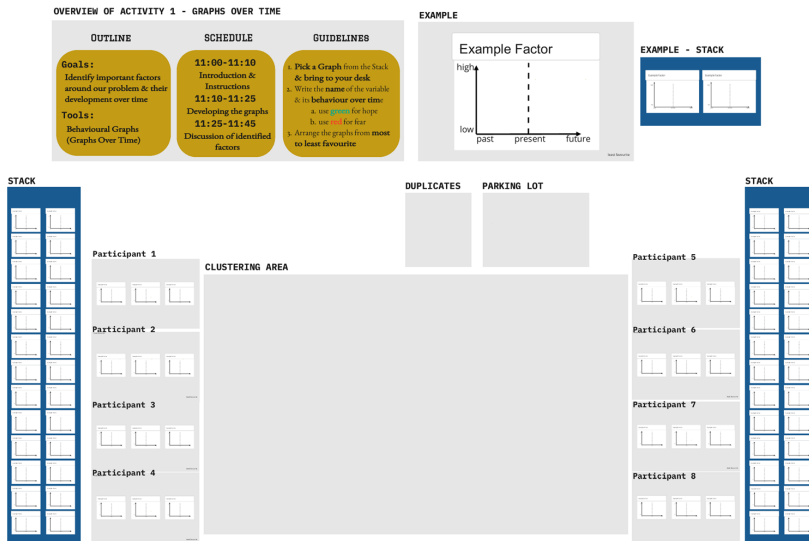 OVERVIEW OF ACTIVITY 1 - GRAPHS OVER TIME
OUTLINE
Goals:
Identify important factors
around our problem & their
development over time
Tools:
Behavioural Graphs
(Graphs Over Time)
SCHEDULE
11:00-11:10
Introduction &
Instructions
11:10-11:25
Developing the graphs
11:25-11:45
Discussion of identified
factors
GUIDELINES
1. Pick a Graph from the Stack
& bring to your desk
2. Write the name of the variable
& its behaviour over time
a. use green for hope
b. use red for fear
3. Arrange the graphs from most
to least favourite
EXAMPLE
Example Factor
high
low
past present future
EXAMPLE - STACK
STACK
DUPLICATES
PARKING LOT
STACK
Participant 1
Participant 2
Participant 3
Participant 4
CLUSTERING AREA
Participant 5
Participant 6
Participant 7
Participant 8